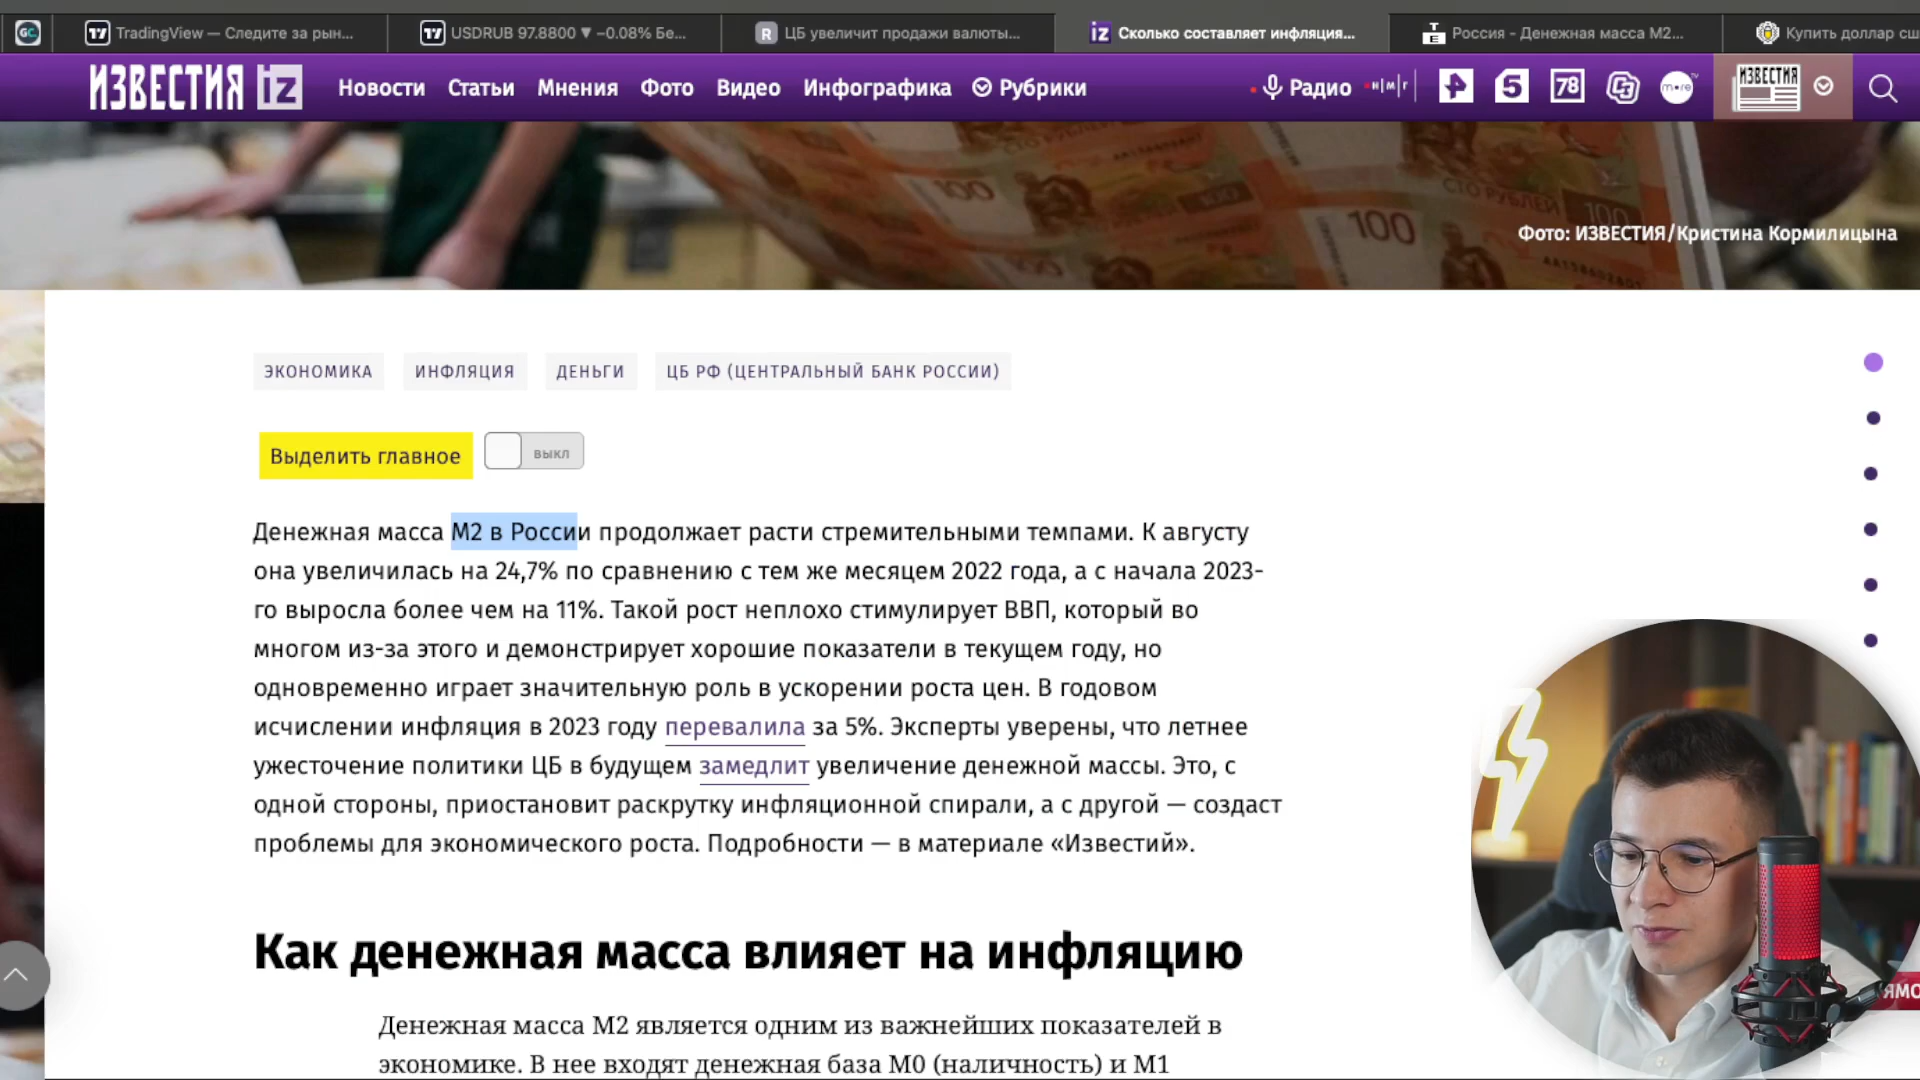 TradingView — Следите за рын...
USDRUB 97.8800 ▼ −0.08% Бе...
ЦБ увеличит продажи валюты...
Сколько составляет инфляция...
Россия - Денежная масса М2...
Купить доллар сш
ИЗВЕСТИЯ iz
Новости
Статьи
Мнения
Фото
Видео
Инфографика
Рубрики
Радио
5
78
ИЗВЕСТИЯ
100
СТО РУБЛЕЙ
100
100
Фото: ИЗВЕСТИЯ/Кристина Кормилицына
ЭКОНОМИКА
ИНФЛЯЦИЯ
ДЕНЬГИ
ЦБ РФ (ЦЕНТРАЛЬНЫЙ БАНК РОССИИ)
Выделить главное
выкл
Денежная масса М2 в России продолжает расти стремительными темпами. К августу
она увеличилась на 24,7% по сравнению с тем же месяцем 2022 года, а с начала 2023-
го выросла более чем на 11%. Такой рост неплохо стимулирует ВВП, который во
многом из-за этого и демонстрирует хорошие показатели в текущем году, но
одновременно играет значительную роль в ускорении роста цен. В годовом
исчислении инфляция в 2023 году перевалила за 5%. Эксперты уверены, что летнее
ужесточение политики ЦБ в будущем замедлит увеличение денежной массы. Это, с
одной стороны, приостановит раскрутку инфляционной спирали, а с другой — создаст
проблемы для экономического роста. Подробности — в материале «Известий».
Как денежная масса влияет на инфляцию
Денежная масса М2 является одним из важнейших показателей в
экономике. В нее входят денежная база М0 (наличность) и М1